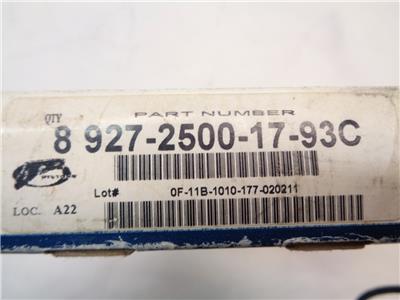 QTY PART NUMBER
8 927-2500-17-93C
Lot# 0F-11B-1010-177-020211
LOC. A22